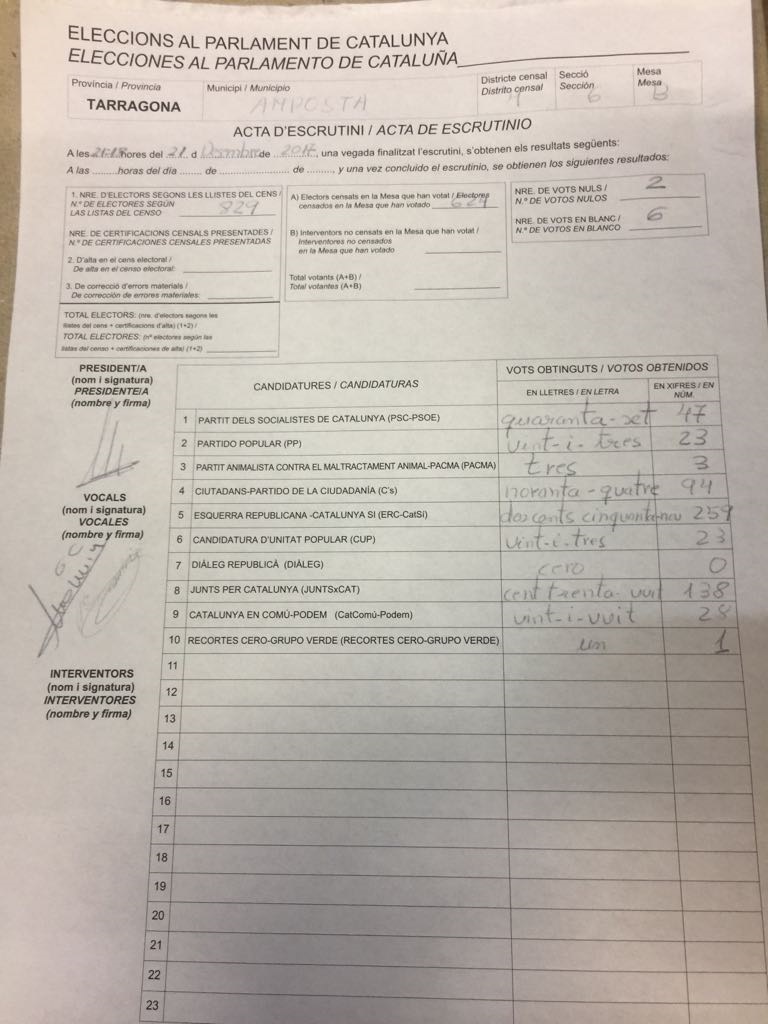 ELECCIONS AL PARLAMENT DE CATALUNYA
ELECCIONES AL PARLAMENTO DE CATALUÑA
Província / Provincia
TARRAGONA
Municipi / Municipio
AMPOSTA
Districte censal
Distrito censal
4
Secció
Sección
6
Mesa
Mesa
B
ACTA D'ESCRUTINI / ACTA DE ESCRUTINIO
A les hores del 21 d Desembre de 2017, una vegada finalitzat l'escrutini, s'obtenen els resultats següents:
A las .........horas del día ...... de ............ de .........., y una vez concluido el escrutinio, se obtienen los siguientes resultados:
1. NRE. D'ELECTORS SEGONS LES LLISTES DEL CENS /
N.º DE ELECTORES SEGÚN
LAS LISTAS DEL CENSO 829
NRE. DE CERTIFICACIONS CENSALS PRESENTADES /
N.º DE CERTIFICACIONES CENSALES PRESENTADAS
2. D'alta en el cens electoral /
De alta en el censo electoral:
3. De correcció d'errors materials /
De corrección de errores materiales:
TOTAL ELECTORS: (nre. d'electors segons les
llistes del cens + certificacions d'alta) (1+2) /
TOTAL ELECTORES: (nº electores según las
listas del censo + certificaciones de alta) (1+2)
A) Electors censats en la Mesa que han votat / Electores
censados en la Mesa que han votado 624
B) Interventors no censats en la Mesa que han votat /
Interventores no censados
en la Mesa que han votado
Total votants (A+B) /
Total votantes (A+B)
NRE. DE VOTS NULS /
N.º DE VOTOS NULOS 2
NRE. DE VOTS EN BLANC /
N.º DE VOTOS EN BLANCO 6
PRESIDENT/A
(nom i signatura)
PRESIDENTE/A
(nombre y firma)
VOCALS
(nom i signatura)
VOCALES
(nombre y firma)
INTERVENTORS
(nom i signatura)
INTERVENTORES
(nombre y firma)
CANDIDATURES / CANDIDATURAS
VOTS OBTINGUTS / VOTOS OBTENIDOS
EN LLETRES / EN LETRA
EN XIFRES / EN NÚM.
1 PARTIT DELS SOCIALISTES DE CATALUNYA (PSC-PSOE) quaranta-set 47
2 PARTIDO POPULAR (PP) vint-i-tres 23
3 PARTIT ANIMALISTA CONTRA EL MALTRACTAMENT ANIMAL-PACMA (PACMA) tres 3
4 CIUTADANS-PARTIDO DE LA CIUDADANÍA (C's) noranta-quatre 94
5 ESQUERRA REPUBLICANA -CATALUNYA SI (ERC-CatSi) doscents cinquanta-nou 259
6 CANDIDATURA D'UNITAT POPULAR (CUP) vint-i-tres 23
7 DIÀLEG REPUBLICÀ (DIÀLEG) cero 0
8 JUNTS PER CATALUNYA (JUNTSxCAT) cent trenta-vuit 138
9 CATALUNYA EN COMÚ-PODEM (CatComú-Podem) vint-i-vuit 28
10 RECORTES CERO-GRUPO VERDE (RECORTES CERO-GRUPO VERDE) un 1
11
12
13
14
15
16
17
18
19
20
21
22
23